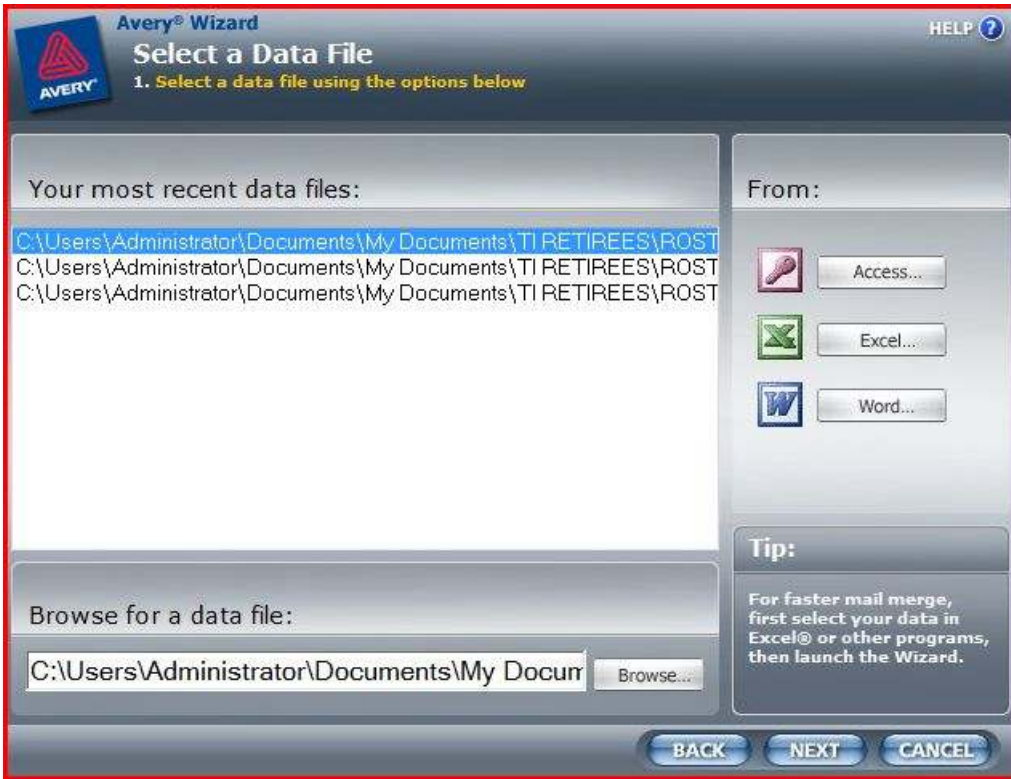 Avery® Wizard
HELP ?
Select a Data File
AVERY®
1. Select a data file using the options below
Your most recent data files:
C:\Users\Administrator\Documents\My Documents\TI RETIREES\ROST
C:\Users\Administrator\Documents\My Documents\TI RETIREES\ROST
C:\Users\Administrator\Documents\My Documents\TI RETIREES\ROST
From:
Access...
Excel...
Word...
Browse for a data file:
C:\Users\Administrator\Documents\My Docum
Browse...
Tip:
For faster mail merge,
first select your data in
Excel® or other programs,
then launch the Wizard.
BACK
NEXT
CANCEL